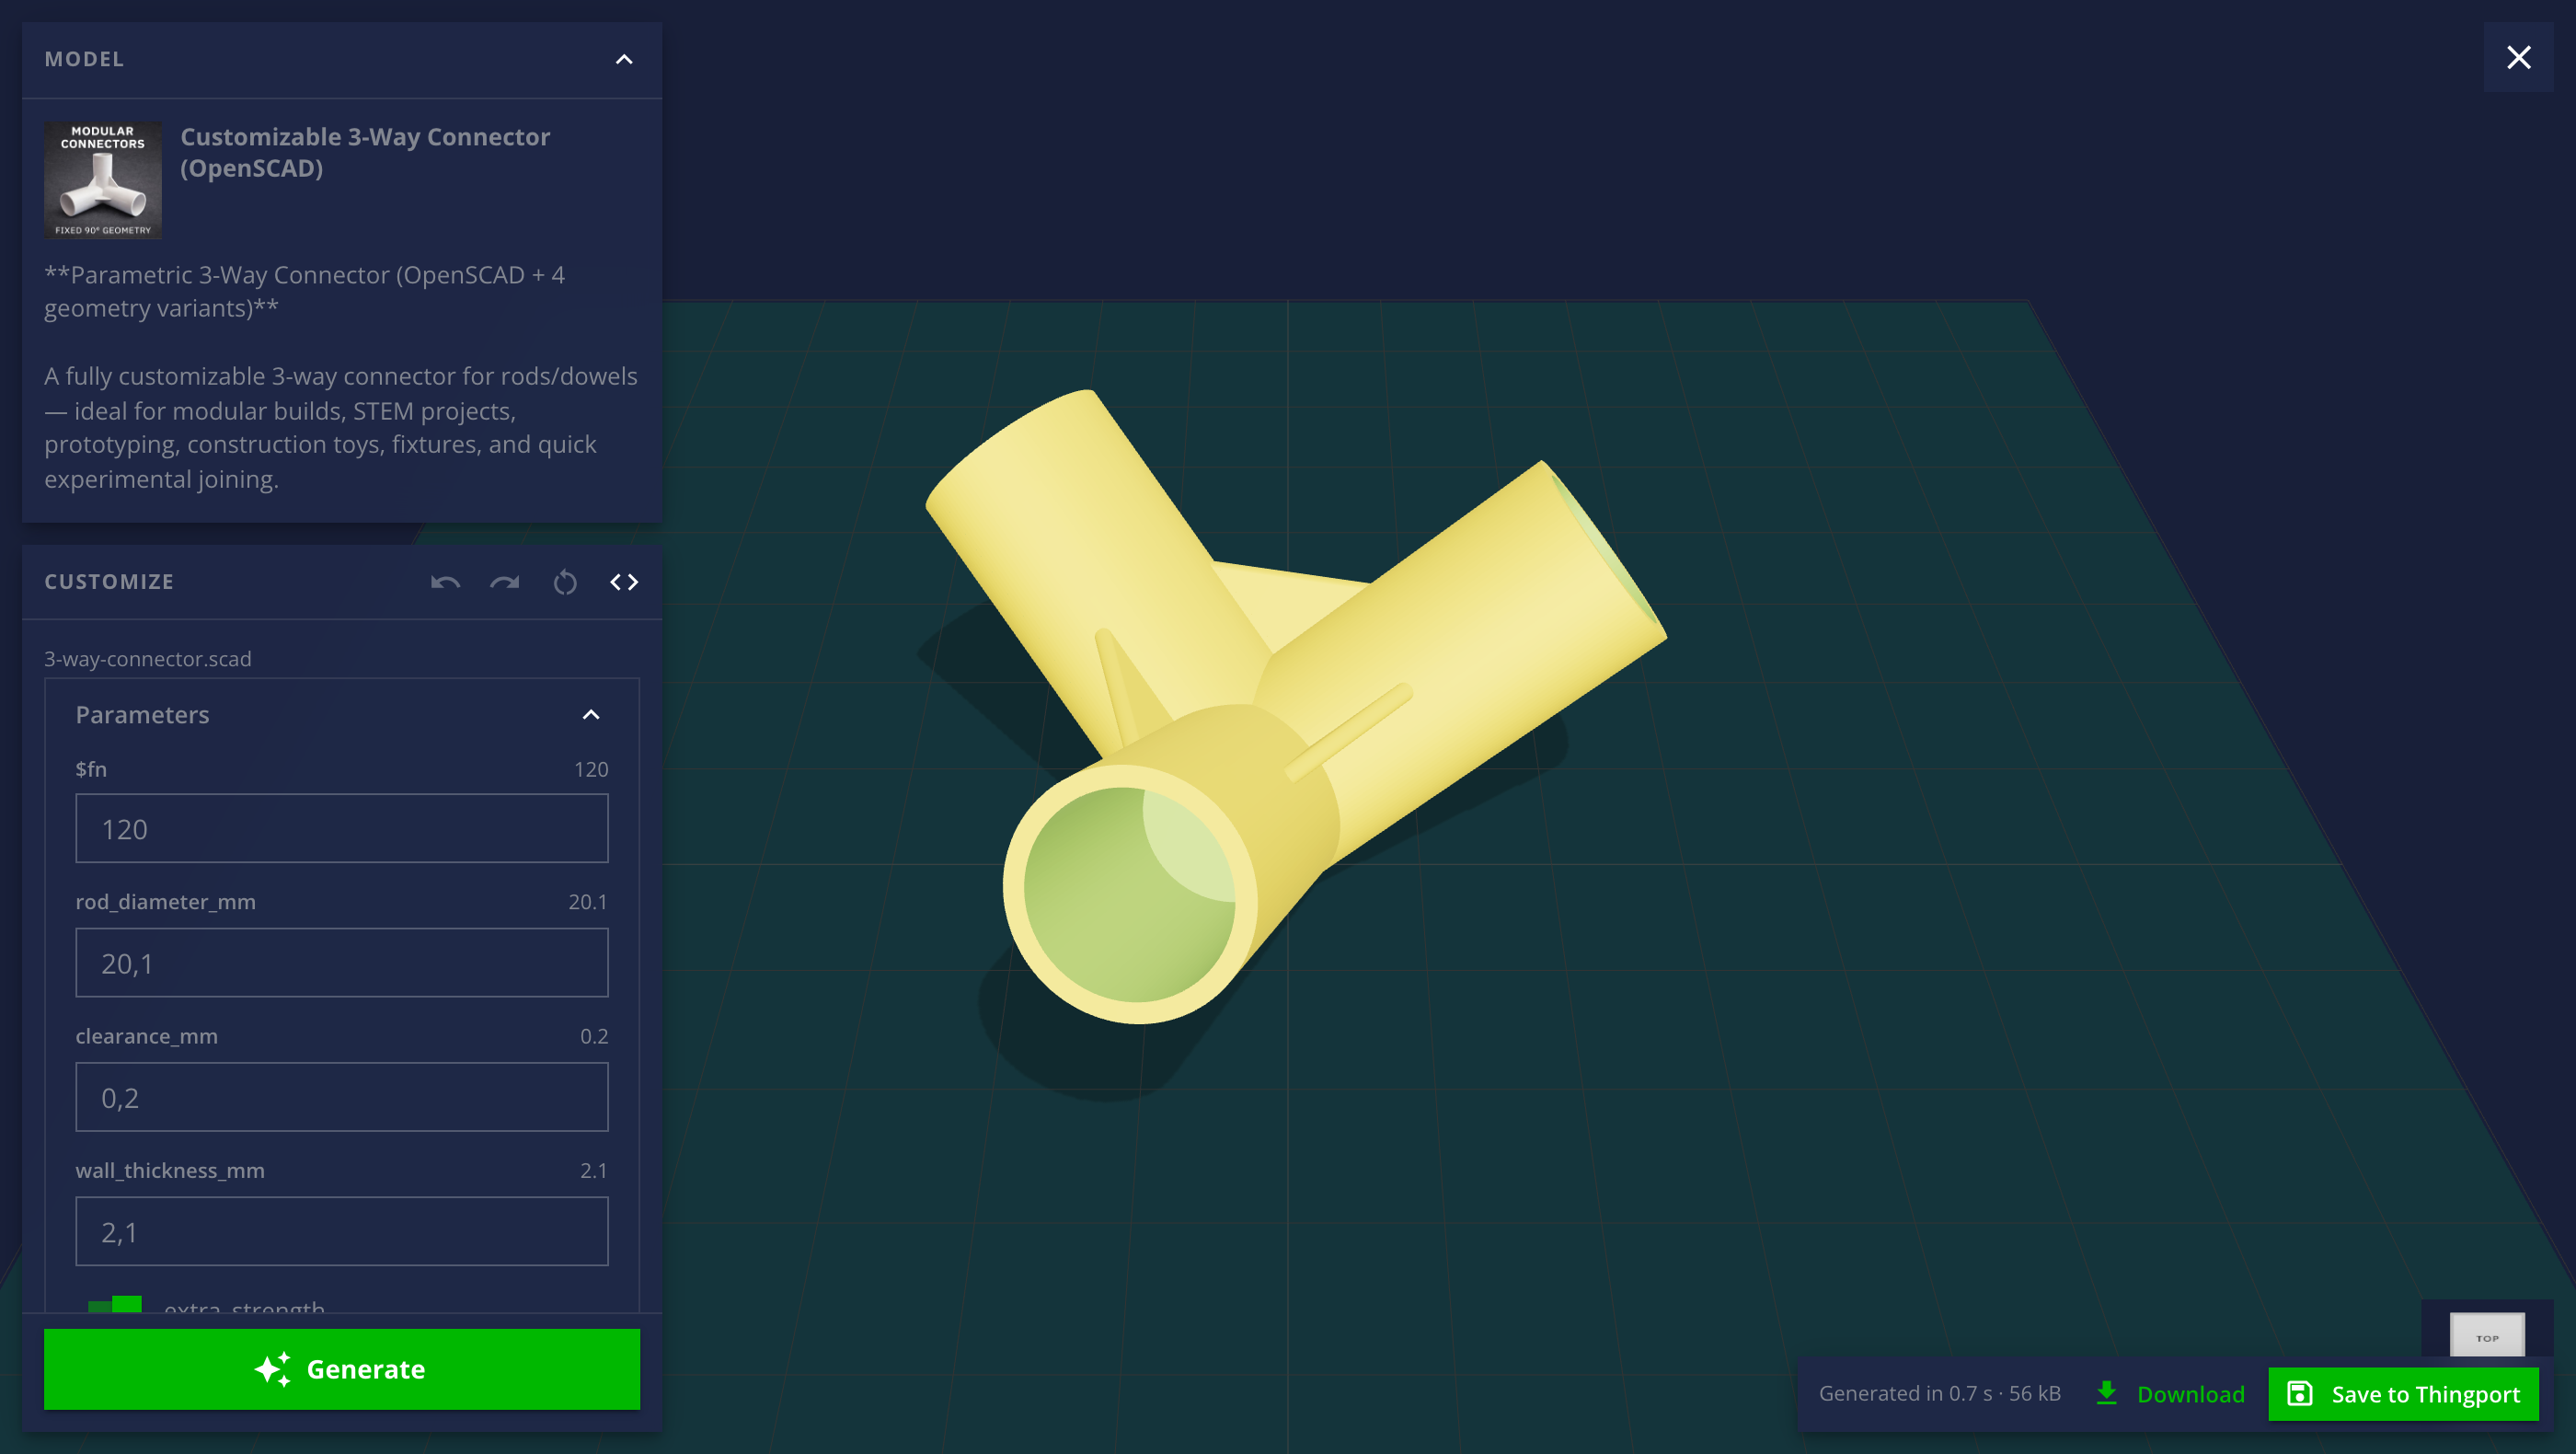 MODEL
MODULAR
CONNECTORS
FIXED 90° GEOMETRY
Customizable 3-Way Connector
(OpenSCAD)
**Parametric 3-Way Connector (OpenSCAD + 4
geometry variants)**
A fully customizable 3-way connector for rods/dowels
— ideal for modular builds, STEM projects,
prototyping, construction toys, fixtures, and quick
experimental joining.
CUSTOMIZE
3-way-connector.scad
Parameters
$fn 120
120
rod_diameter_mm 20.1
20,1
clearance_mm 0.2
0,2
wall_thickness_mm 2.1
2,1
extra_strength
Generate
TOP
Generated in 0.7 s · 56 kB
Download
Save to Thingport